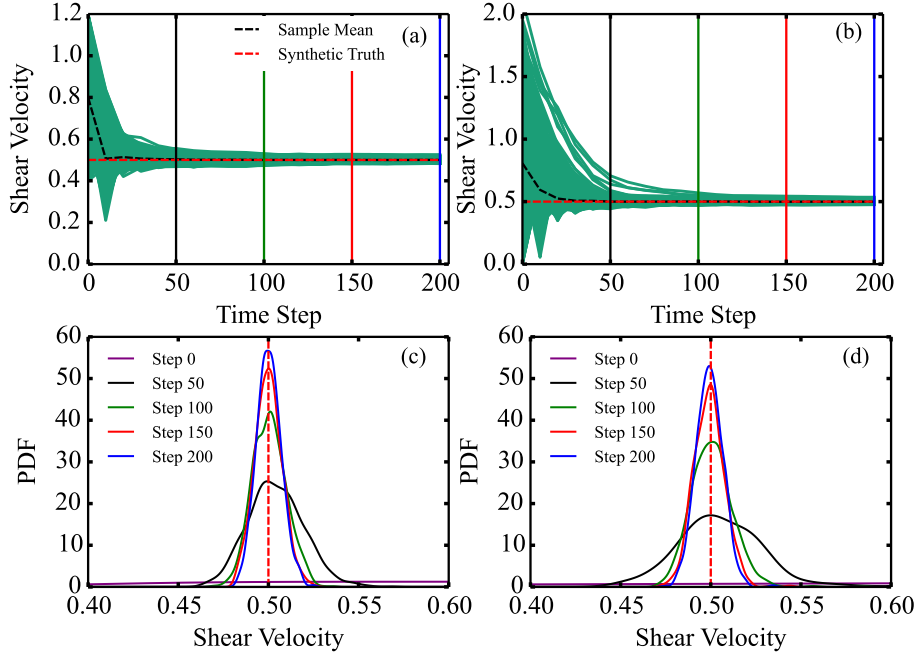 1.2
1.0
0.8
0.6
0.4
0.2
0.0
Shear Velocity
Sample Mean
Synthetic Truth
(a)
0 50 100 150 200
Time Step
2.0
1.5
1.0
0.5
0.0
Shear Velocity
(b)
0 50 100 150 200
Time Step
60
50
40
30
20
10
0
PDF
Step 0
Step 50
Step 100
Step 150
Step 200
(c)
0.40 0.45 0.50 0.55 0.60
Shear Velocity
60
50
40
30
20
10
0
PDF
Step 0
Step 50
Step 100
Step 150
Step 200
(d)
0.40 0.45 0.50 0.55 0.60
Shear Velocity